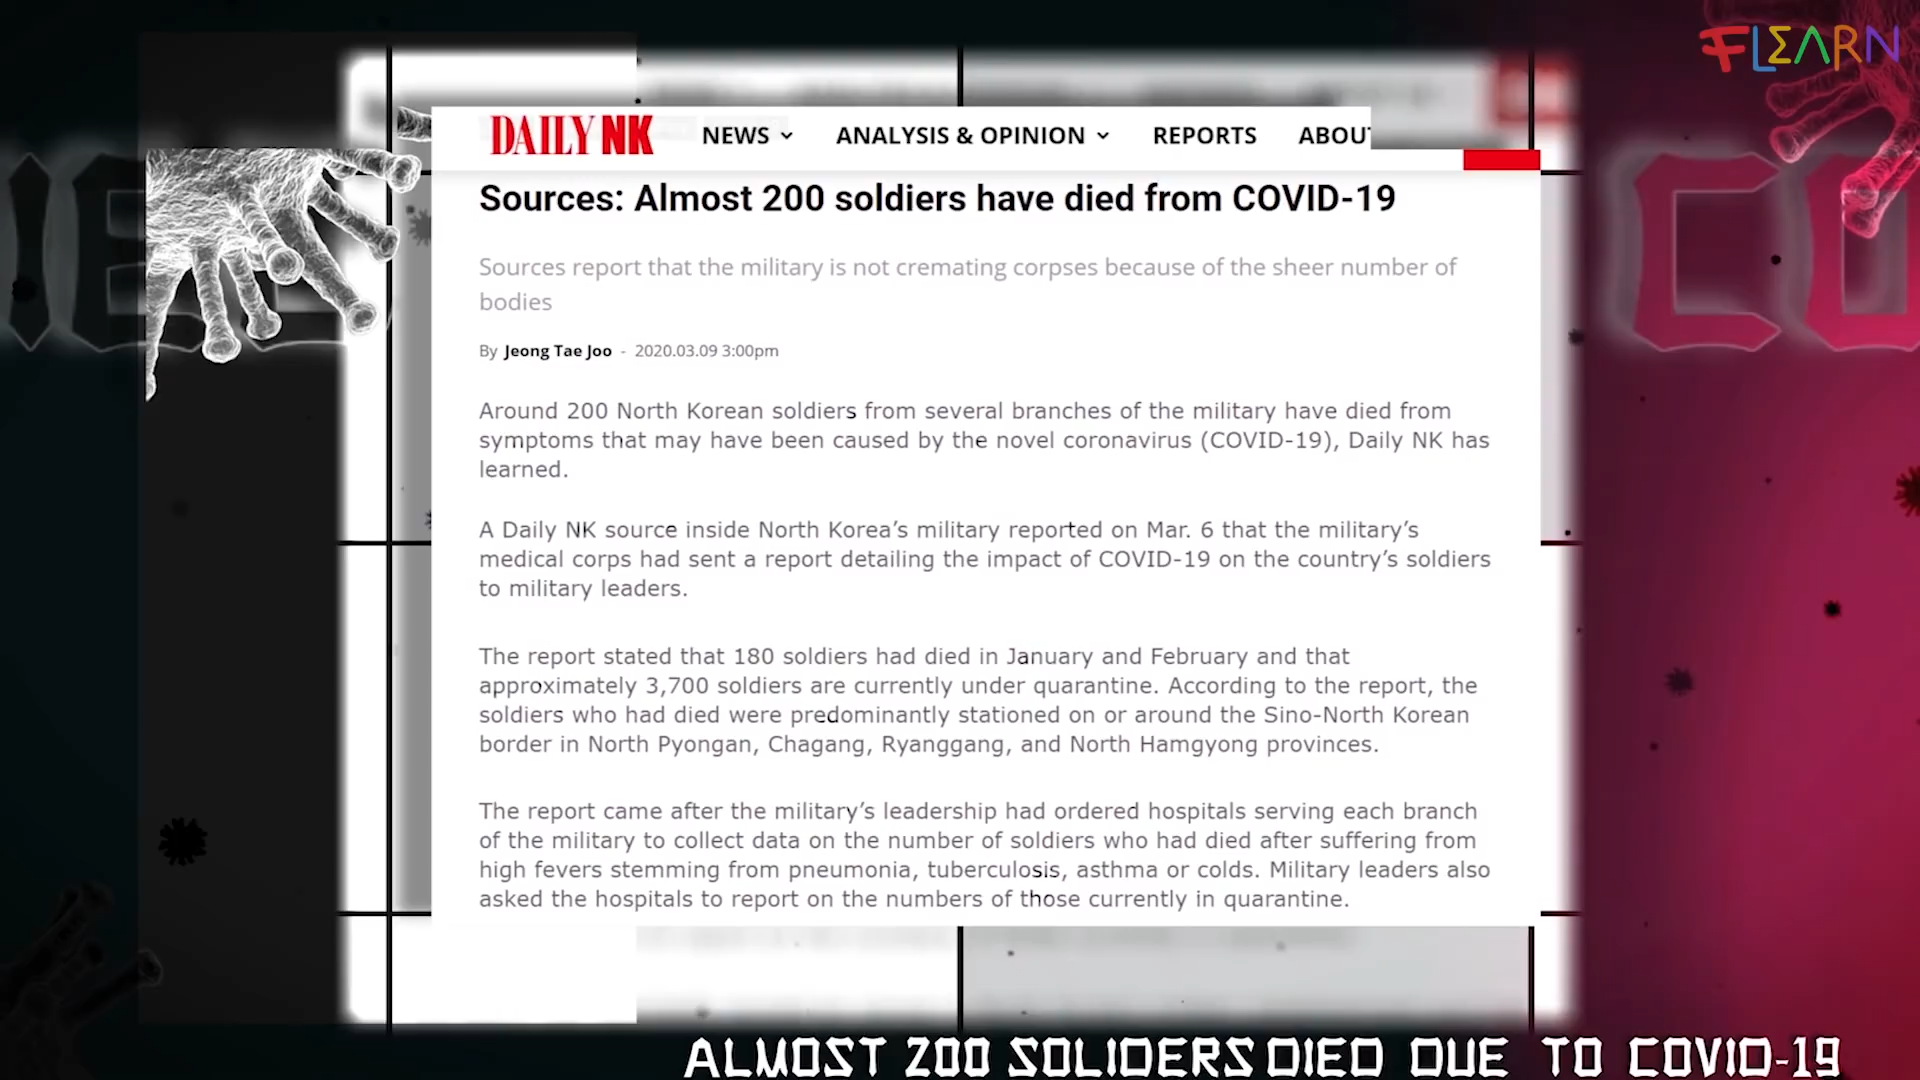 FLEARN
DAILY NK NEWS ANALYSIS & OPINION REPORTS ABOU
Sources: Almost 200 soldiers have died from COVID-19
Sources report that the military is not cremating corpses because of the sheer number of
bodies
By Jeong Tae Joo - 2020.03.09 3:00pm
Around 200 North Korean soldiers from several branches of the military have died from
symptoms that may have been caused by the novel coronavirus (COVID-19), Daily NK has
learned.
A Daily NK source inside North Korea’s military reported on Mar. 6 that the military’s
medical corps had sent a report detailing the impact of COVID-19 on the country’s soldiers
to military leaders.
The report stated that 180 soldiers had died in January and February and that
approximately 3,700 soldiers are currently under quarantine. According to the report, the
soldiers who had died were predominantly stationed on or around the Sino-North Korean
border in North Pyongan, Chagang, Ryanggang, and North Hamgyong provinces.
The report came after the military’s leadership had ordered hospitals serving each branch
of the military to collect data on the number of soldiers who had died after suffering from
high fevers stemming from pneumonia, tuberculosis, asthma or colds. Military leaders also
asked the hospitals to report on the numbers of those currently in quarantine.
ALMOST 200 SOLIDERS DIED DUE TO COVID-19